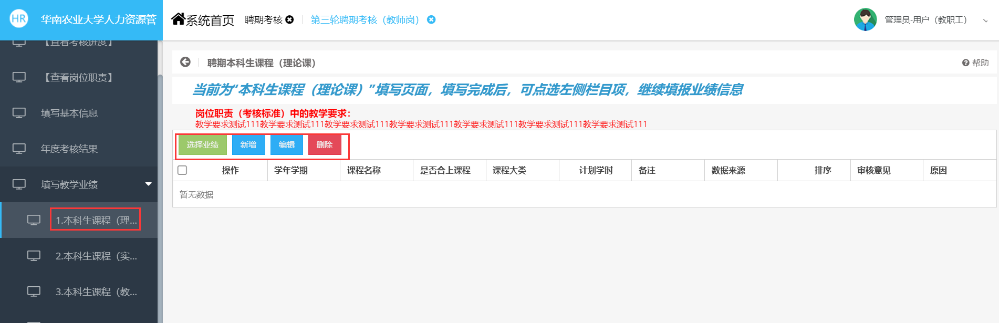 HR 华南农业大学人力资源管
系统首页 聘期考核 第三轮聘期考核（教师岗）
管理员-用户（教职工）
【查看考核进度】
【查看岗位职责】
填写基本信息
年度考核结果
填写教学业绩
1.本科生课程（理...
2.本科生课程（实...
3.本科生课程（教...
聘期本科生课程（理论课）
帮助
当前为“本科生课程（理论课）”填写页面，填写完成后，可点选左侧栏目项，继续填报业绩信息
岗位职责（考核标准）中的教学要求：
教学要求测试111教学要求测试111教学要求测试111教学要求测试111教学要求测试111教学要求测试111教学要求测试111
选择业绩 新增 编辑 删除
操作 学年学期 课程名称 是否合上课程 课程大类 计划学时 备注 数据来源 排序 审核意见 原因
暂无数据